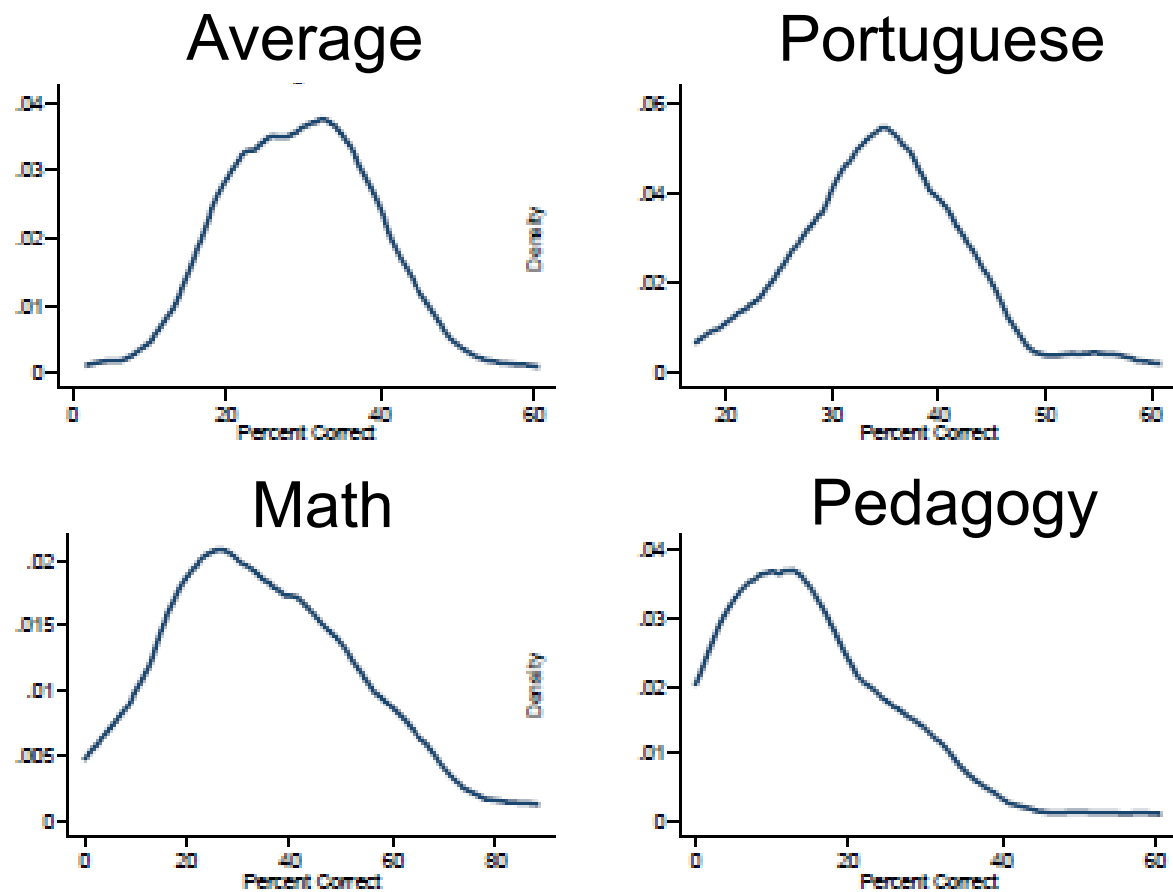 Average
.04
.03
.02
.01
0
0 20 40 60
Percent Correct
Portuguese
Density
.06
.04
.02
0
20 30 40 50 60
Percent Correct
Math
.02
.015
.01
.005
0
0 20 40 60 80
Percent Correct
Pedagogy
Density
.04
.03
.02
.01
0
0 20 40 60
Percent Correct